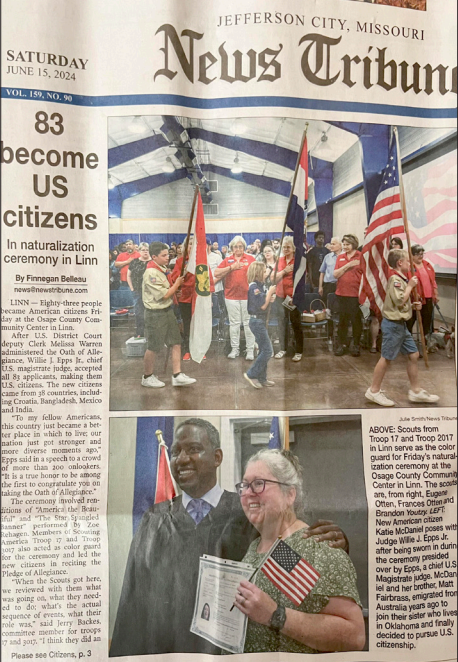 JEFFERSON CITY, MISSOURI
News Tribune
SATURDAY
JUNE 15, 2024
VOL. 159, NO. 90
83
become
US
citizens
In naturalization
ceremony in Linn
By Finnegan Belleau
news@newstribune.com
LINN — Eighty-three people
became American citizens Fri-
day at the Osage County Com-
munity Center in Linn.
After U.S. District Court
deputy Clerk Melissa Warren
administered the Oath of Alle-
giance, Willie J. Epps Jr., chief
U.S. magistrate judge, accepted
all 83 applicants, making them
U.S. citizens. The new citizens
came from 38 countries, includ-
ing Croatia, Bangladesh, Mexico
and India.
"To my fellow Americans,
this country just became a bet-
ter place in which to live; our
nation just got stronger and
more diverse moments ago,"
Epps said in a speech to a crowd
of more than 200 onlookers.
"It is a true honor to be among
the first to congratulate you on
taking the Oath of Allegiance."
The ceremony involved ren-
ditions of "America the Beau-
tiful" and "The Star Spangled
Banner" performed by Zoe
Rehagen. Members of Scouting
America Troop 17 and Troop
2017 also acted as color guard
for the ceremony and led the
new citizens in reciting the
Pledge of Allegiance.
"When the Scouts got here,
we reviewed with them what
was going on, what they need-
ed to do; what's the actual
sequence of events, what their
role was," said Jerry Backes,
committee member for troops
17 and 2017. "I think they did an
Please see Citizens, p. 3
Julie Smith/News Tribune
ABOVE: Scouts from
Troop 17 and Troop 2017
in Linn serve as the color
guard for Friday's natural-
ization ceremony at the
Osage County Community
Center in Linn. The scouts
are, from right, Eugene
Otten, Frances Otten and
Brandon Youtzy. LEFT:
New American citizen
Katie McDaniel poses with
Judge Willie J. Epps Jr.
after being sworn in during
the ceremony presided
over by Epps, a chief U.S.
Magistrate judge. McDan-
iel and her brother, Matt
Fairbrass, emigrated from
Australia years ago to
join their sister who lives
in Oklahoma and finally
decided to pursue U.S.
citizenship.